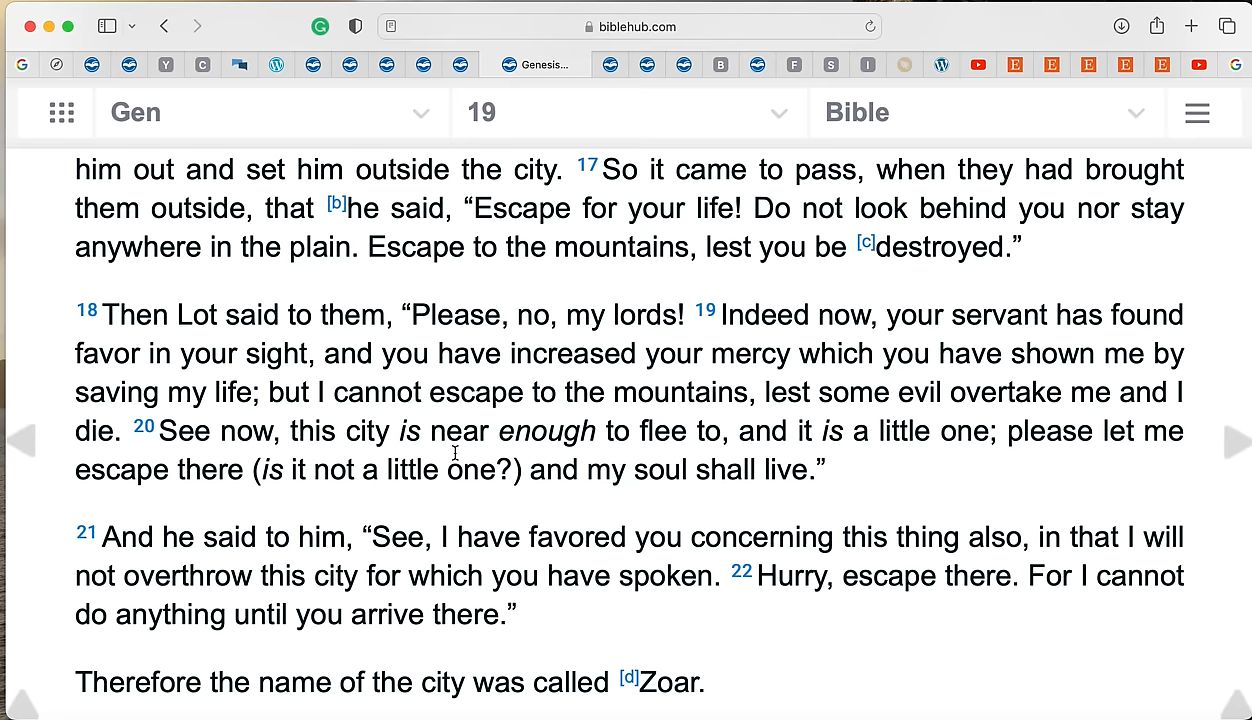 biblehub.com
G Y C Genesis... B F S I E E E E E G
Gen 19 Bible
him out and set him outside the city. 17 So it came to pass, when they had brought
them outside, that [b]he said, “Escape for your life! Do not look behind you nor stay
anywhere in the plain. Escape to the mountains, lest you be [c]destroyed.”
18 Then Lot said to them, “Please, no, my lords! 19 Indeed now, your servant has found
favor in your sight, and you have increased your mercy which you have shown me by
saving my life; but I cannot escape to the mountains, lest some evil overtake me and I
die. 20 See now, this city is near enough to flee to, and it is a little one; please let me
escape there (is it not a little one?) and my soul shall live.”
21 And he said to him, “See, I have favored you concerning this thing also, in that I will
not overthrow this city for which you have spoken. 22 Hurry, escape there. For I cannot
do anything until you arrive there.”
Therefore the name of the city was called [d]Zoar.